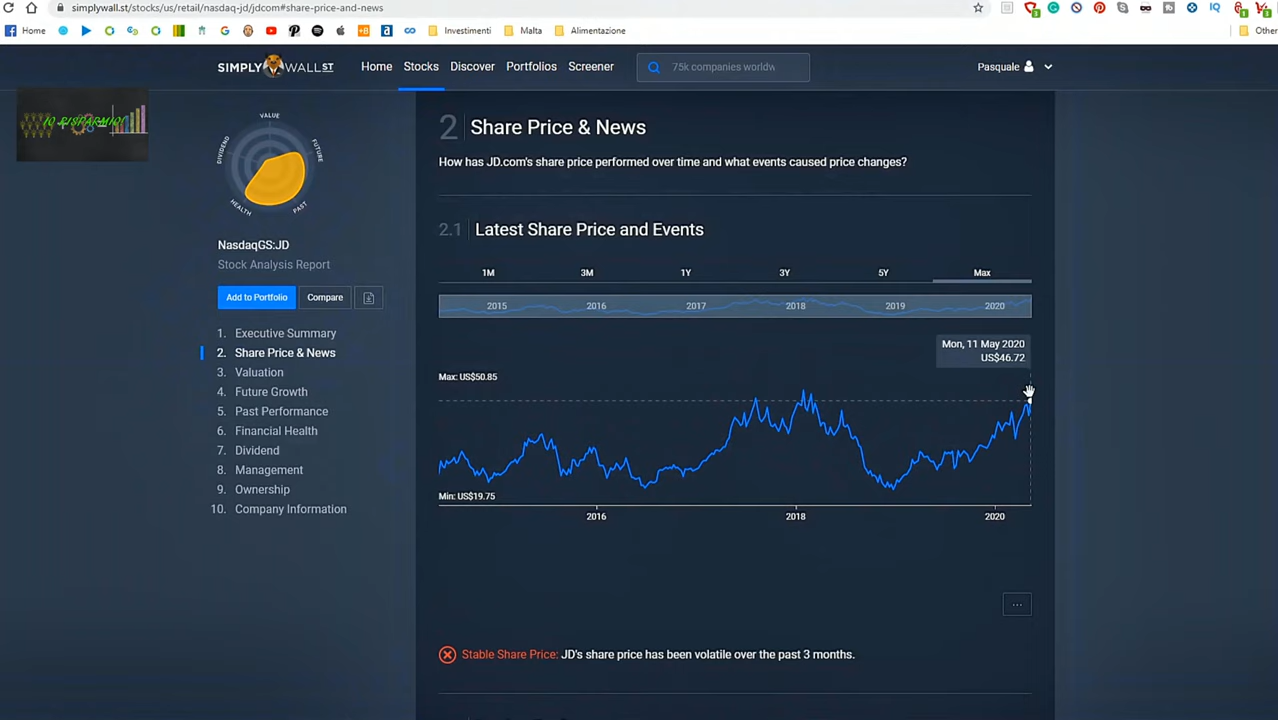 simplywall.st/stocks/us/retail/nasdaq-jd/jdcom#share-price-and-news
Home
Investimenti
Malta
Alimentazione
Other
SIMPLY WALL ST
Home
Stocks
Discover
Portfolios
Screener
75k companies worldw
Pasquale
IO RISPARMIO!
VALUE
FUTURE
PAST
HEALTH
DIVIDEND
NasdaqGS:JD
Stock Analysis Report
Add to Portfolio
Compare
1. Executive Summary
2. Share Price & News
3. Valuation
4. Future Growth
5. Past Performance
6. Financial Health
7. Dividend
8. Management
9. Ownership
10. Company Information
2 Share Price & News
How has JD.com's share price performed over time and what events caused price changes?
2.1 Latest Share Price and Events
1M 3M 1Y 3Y 5Y Max
2015 2016 2017 2018 2019 2020
Mon, 11 May 2020
US$46.72
Max: US$50.85
Min: US$19.75
2016 2018 2020
...
Stable Share Price: JD's share price has been volatile over the past 3 months.